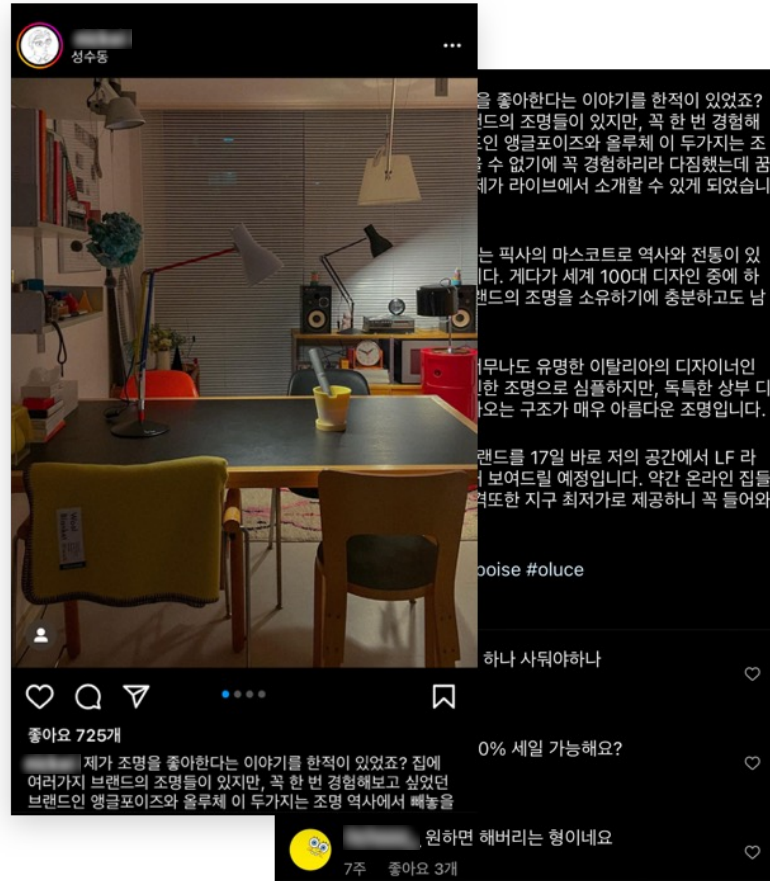 성수동
좋아요 725개
제가 조명을 좋아한다는 이야기를 한적이 있었죠? 집에
여러가지 브랜드의 조명들이 있지만, 꼭 한 번 경험해보고 싶었던
브랜드인 앵글포이즈와 올루체 이 두가지는 조명 역사에서 빼놓을
을 좋아한다는 이야기를 한적이 있었죠?
랜드의 조명들이 있지만, 꼭 한 번 경험해
드인 앵글포이즈와 올루체 이 두가지는 조
을 수 없기에 꼭 경험하리라 다짐했는데 꿈
제가 라이브에서 소개할 수 있게 되었습니
는 픽사의 마스코트로 역사와 전통이 있
다. 게다가 세계 100대 디자인 중에 하
랜드의 조명을 소유하기에 충분하고도 남
너무나도 유명한 이탈리아의 디자이너인
한 조명으로 심플하지만, 독특한 상부 디
나오는 구조가 매우 아름다운 조명입니다.
랜드를 17일 바로 저의 공간에서 LF 라
보여드릴 예정입니다. 약간 온라인 집들
격또한 지구 최저가로 제공하니 꼭 들어와
poise #oluce
하나 사둬야하나
0% 세일 가능해요?
원하면 해버리는 형이네요
7주 좋아요 3개